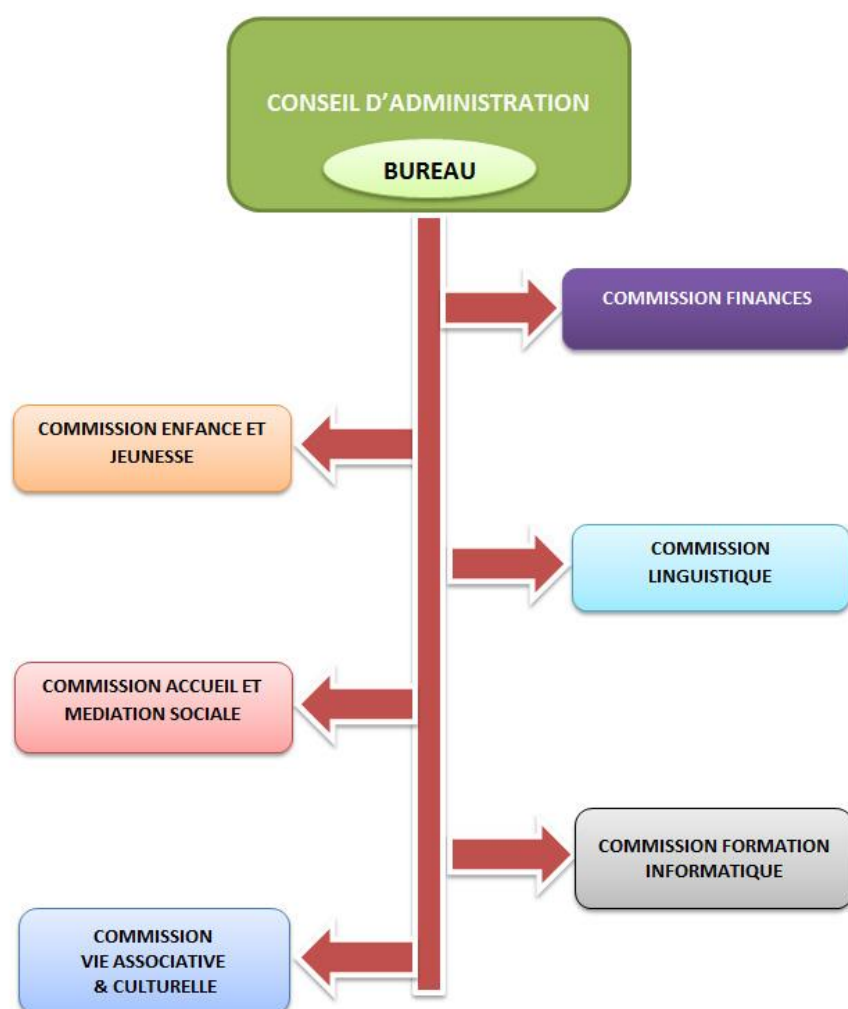 CONSEIL D'ADMINISTRATION
BUREAU
COMMISSION FINANCES
COMMISSION ENFANCE ET
JEUNESSE
COMMISSION
LINGUISTIQUE
COMMISSION ACCUEIL ET
MEDIATION SOCIALE
COMMISSION FORMATION
INFORMATIQUE
COMMISSION
VIE ASSOCIATIVE
& CULTURELLE